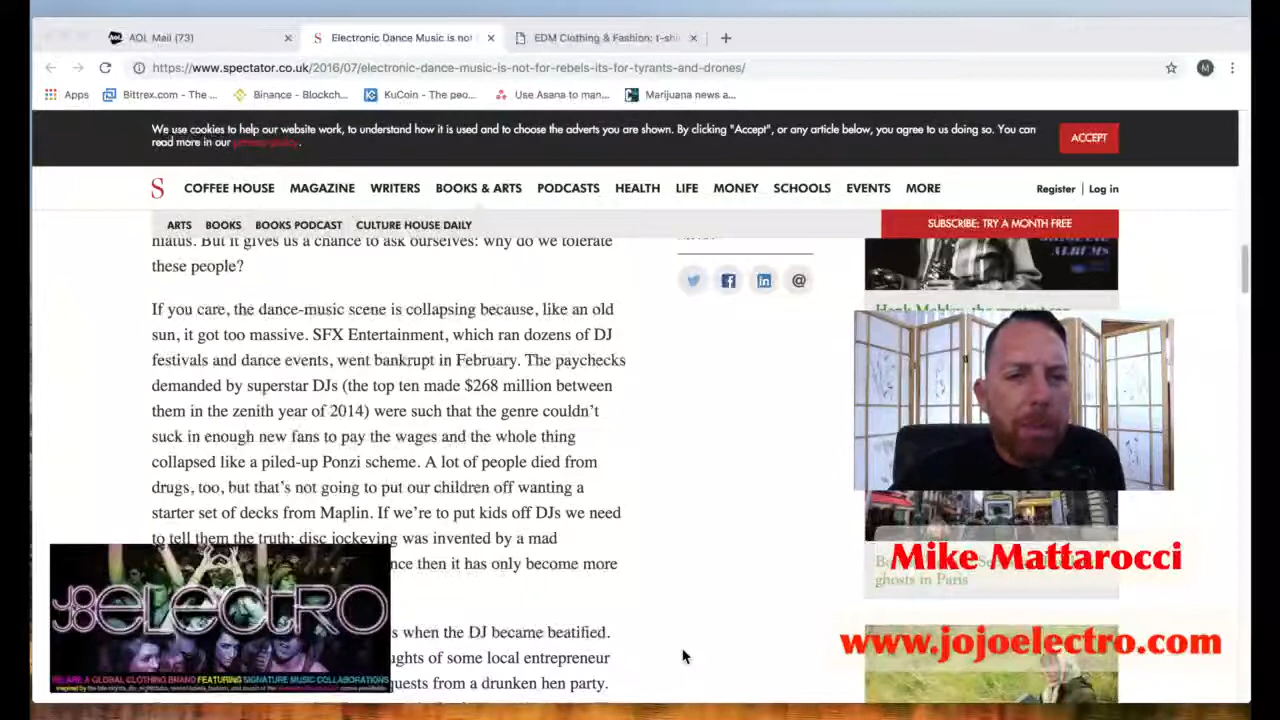 AOL Mail (73)
Electronic Dance Music is not
EDM Clothing & Fashion: t-shi
https://www.spectator.co.uk/2016/07/electronic-dance-music-is-not-for-rebels-its-for-tyrants-and-drones/
M
Apps
Bittrex.com - The ...
Binance - Blockch...
KuCoin - The peo...
Use Asana to man...
Marijuana news a...
We use cookies to help our website work, to understand how it is used and to choose the adverts you are shown. By clicking "Accept", or any article below, you agree to us doing so. You can
read more in our privacy policy.
ACCEPT
S
COFFEE HOUSE
MAGAZINE
WRITERS
BOOKS & ARTS
PODCASTS
HEALTH
LIFE
MONEY
SCHOOLS
EVENTS
MORE
Register
Log in
ARTS
BOOKS
BOOKS PODCAST
CULTURE HOUSE DAILY
SUBSCRIBE: TRY A MONTH FREE
hiatus. But it gives us a chance to ask ourselves: why do we tolerate
these people?
If you care, the dance-music scene is collapsing because, like an old
sun, it got too massive. SFX Entertainment, which ran dozens of DJ
festivals and dance events, went bankrupt in February. The paychecks
demanded by superstar DJs (the top ten made $268 million between
them in the zenith year of 2014) were such that the genre couldn't
suck in enough new fans to pay the wages and the whole thing
collapsed like a piled-up Ponzi scheme. A lot of people died from
drugs, too, but that's not going to put our children off wanting a
starter set of decks from Maplin. If we're to put kids off DJs we need
to tell them the truth: disc jockeying was invented by a mad
nce then it has only become more
s when the DJ became beatified.
ughts of some local entrepreneur
quests from a drunken hen party.
ALBUMS
ghosts in Paris
Mike Mattarocci
www.jojoelectro.com
ELECTRO
WE ARE A GLOBAL CLOTHING BRAND FEATURING SIGNATURE MUSIC COLLABORATIONS